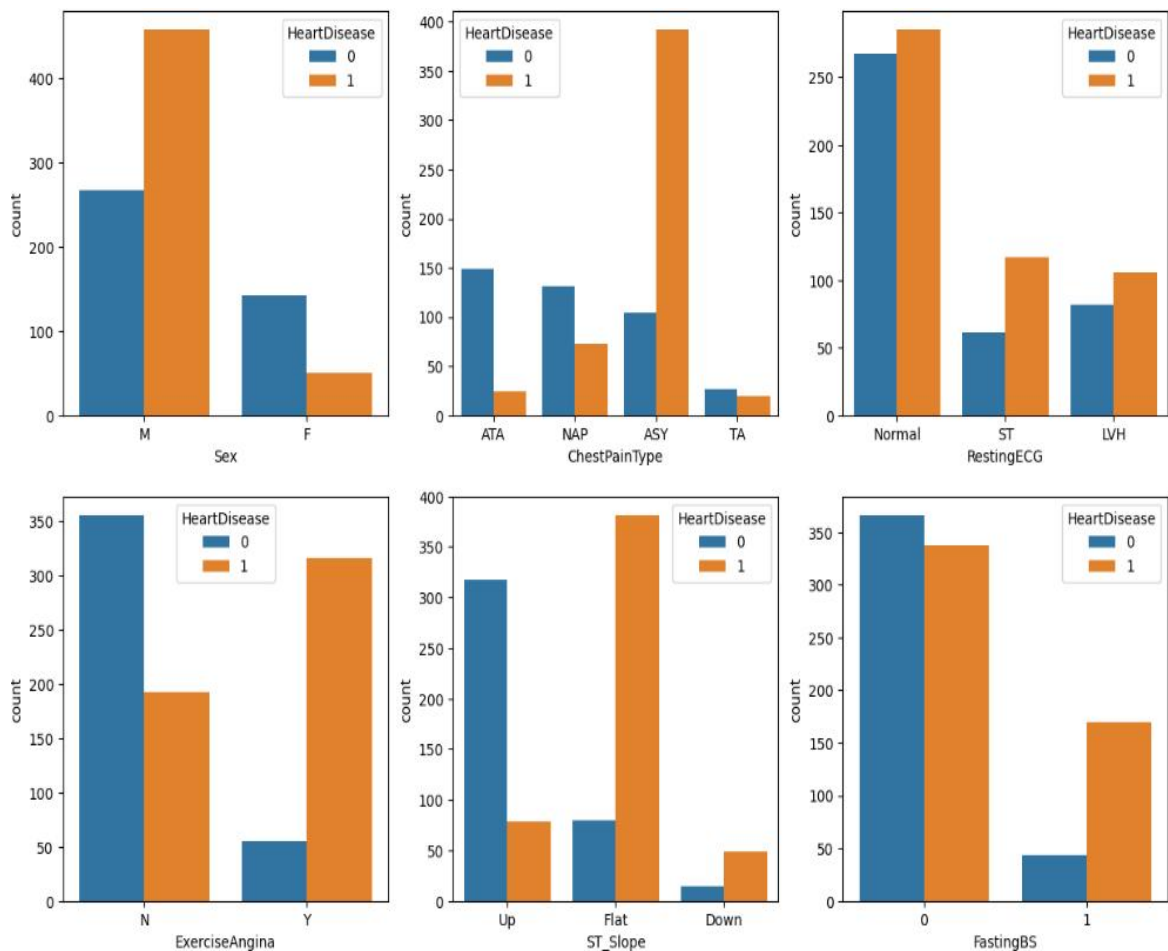 HeartDisease
0
1
400
300
200
100
0
count
M F
Sex
HeartDisease
0
1
400
350
300
250
200
150
100
50
0
count
ATA NAP ASY TA
ChestPainType
HeartDisease
0
1
250
200
150
100
50
0
count
Normal ST LVH
RestingECG
HeartDisease
0
1
350
300
250
200
150
100
50
0
count
N Y
ExerciseAngina
HeartDisease
0
1
400
350
300
250
200
150
100
50
0
count
Up Flat Down
ST_Slope
HeartDisease
0
1
350
300
250
200
150
100
50
0
count
0 1
FastingBS